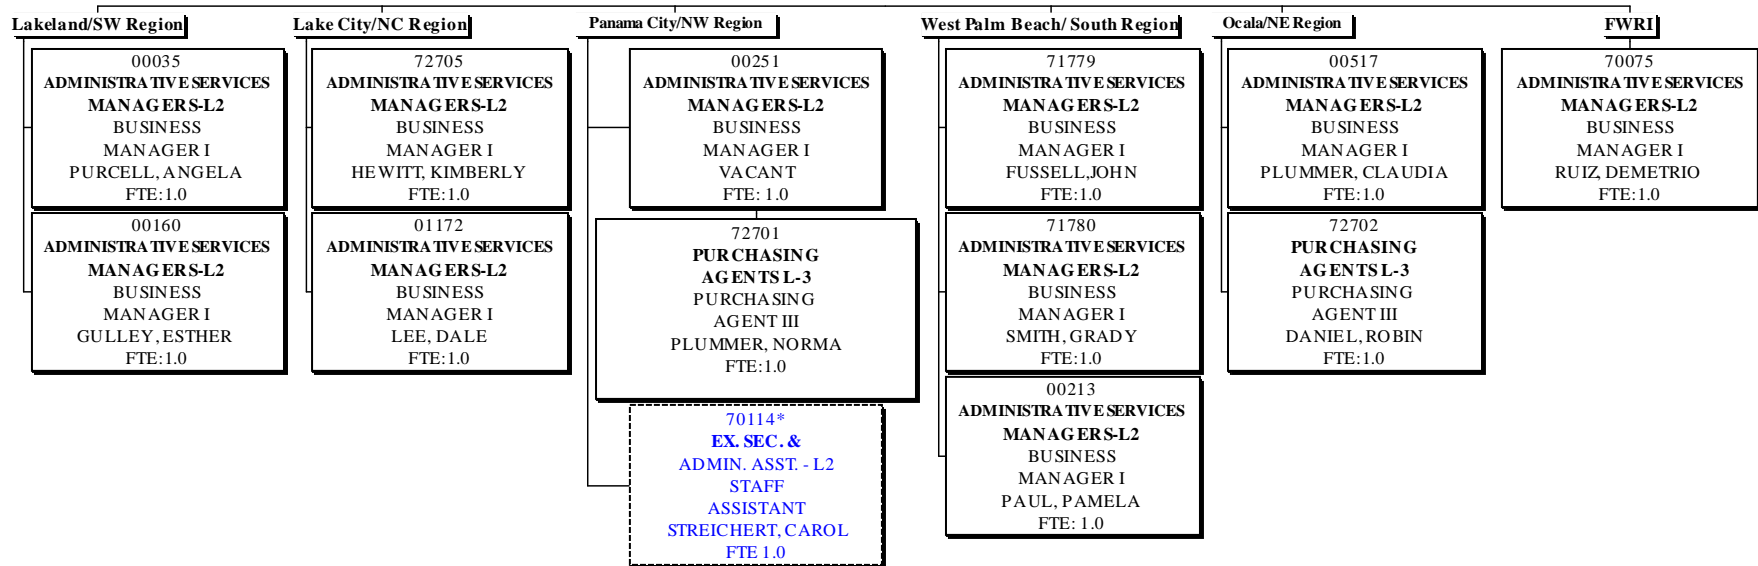 Lakeland/SW Region
00035
ADMINISTRATIVE SERVICES
MANAGERS-L2
BUSINESS
MANAGER I
PURCELL, ANGELA
FTE:1.0
00160
ADMINISTRATIVE SERVICES
MANAGERS-L2
BUSINESS
MANAGER I
GULLEY, ESTHER
FTE:1.0
Lake City/NC Region
72705
ADMINISTRATIVE SERVICES
MANAGERS-L2
BUSINESS
MANAGER I
HEWITT, KIMBERLY
FTE:1.0
01172
ADMINISTRATIVE SERVICES
MANAGERS-L2
BUSINESS
MANAGER I
LEE, DALE
FTE:1.0
Panama City/NW Region
00251
ADMINISTRATIVE SERVICES
MANAGERS-L2
BUSINESS
MANAGER I
VACANT
FTE: 1.0
72701
PURCHASING
AGENTS L-3
PURCHASING
AGENT III
PLUMMER, NORMA
FTE:1.0
70114*
EX. SEC. &
ADMIN. ASST. - L2
STAFF
ASSISTANT
STREICHERT, CAROL
FTE 1.0
West Palm Beach/ South Region
71779
ADMINISTRATIVE SERVICES
MANAGERS-L2
BUSINESS
MANAGER I
FUSSELL,JOHN
FTE:1.0
71780
ADMINISTRATIVE SERVICES
MANAGERS-L2
BUSINESS
MANAGER I
SMITH, GRADY
FTE:1.0
00213
ADMINISTRATIVE SERVICES
MANAGERS-L2
BUSINESS
MANAGER I
PAUL, PAMELA
FTE: 1.0
Ocala/NE Region
00517
ADMINISTRATIVE SERVICES
MANAGERS-L2
BUSINESS
MANAGER I
PLUMMER, CLAUDIA
FTE:1.0
72702
PURCHASING
AGENTS L-3
PURCHASING
AGENT III
DANIEL, ROBIN
FTE:1.0
FWRI
70075
ADMINISTRATIVE SERVICES
MANAGERS-L2
BUSINESS
MANAGER I
RUIZ, DEMETRIO
FTE:1.0